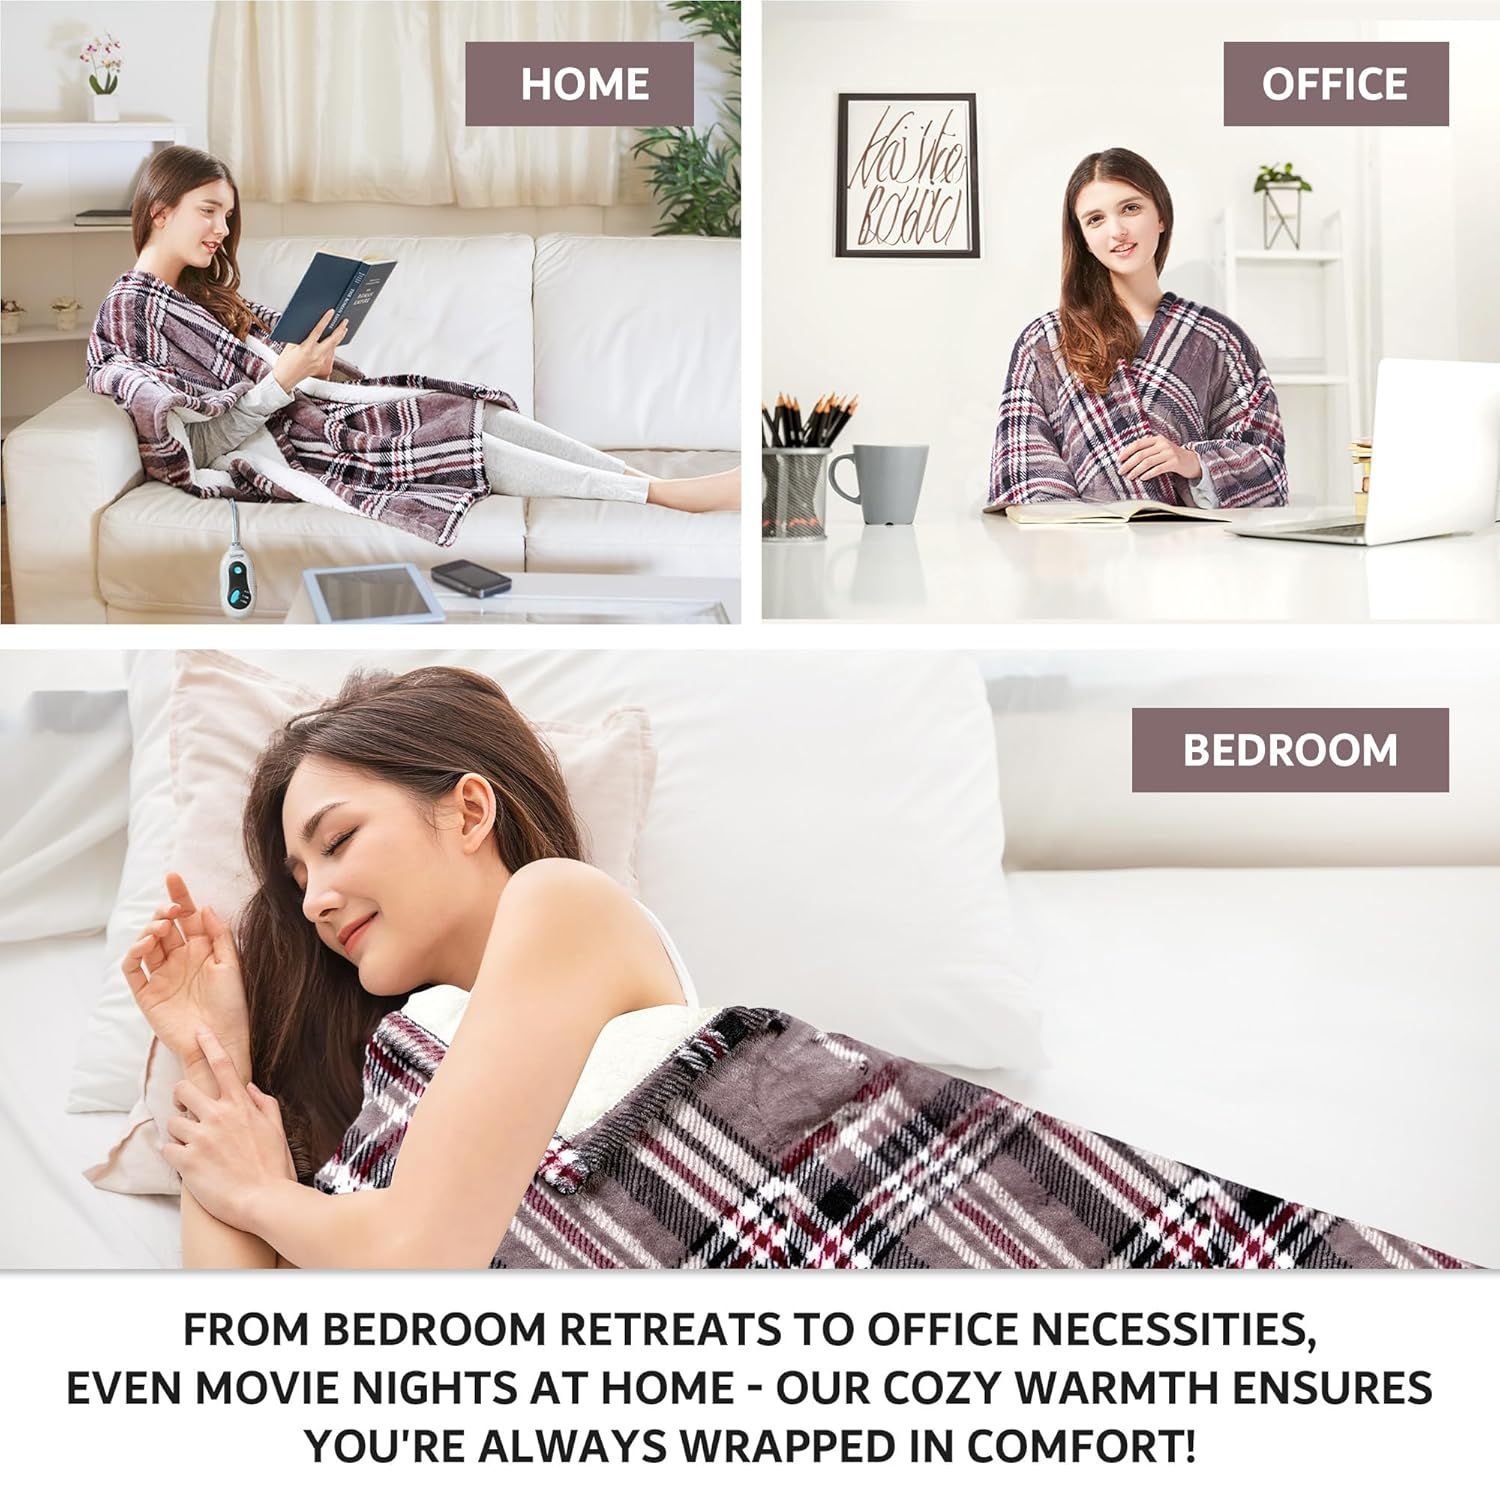 HOME
OFFICE
BEDROOM
FROM BEDROOM RETREATS TO OFFICE NECESSITIES,
EVEN MOVIE NIGHTS AT HOME - OUR COZY WARMTH ENSURES
YOU'RE ALWAYS WRAPPED IN COMFORT!